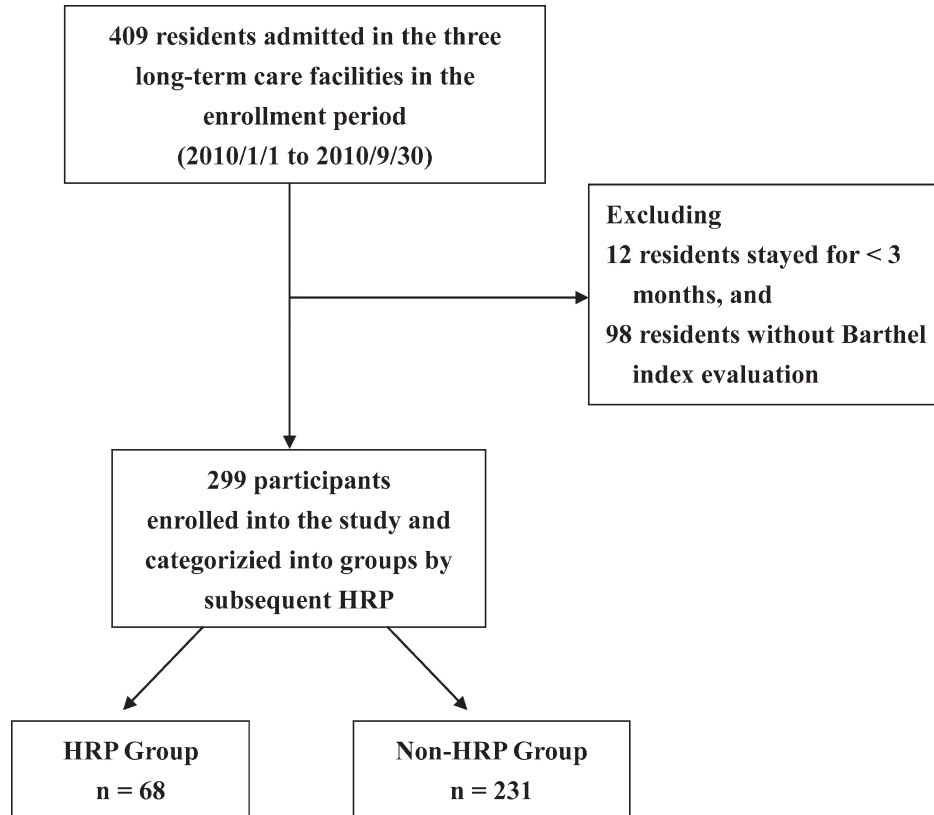 409 residents admitted in the three
long-term care facilities in the
enrollment period
(2010/1/1 to 2010/9/30)
Excluding
12 residents stayed for < 3
months, and
98 residents without Barthel
index evaluation
299 participants
enrolled into the study and
categorizied into groups by
subsequent HRP
HRP Group
n = 68
Non-HRP Group
n = 231